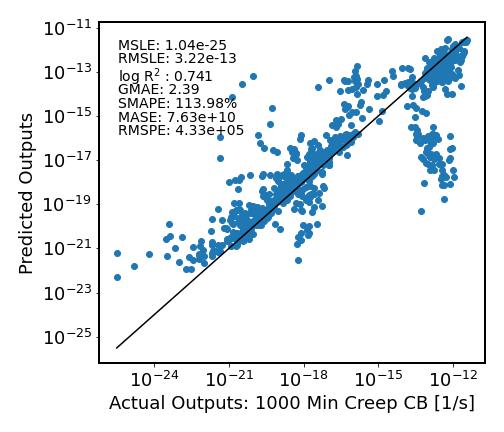 MSLE: 1.04e-25
RMSLE: 3.22e-13
log R² : 0.741
GMAE: 2.39
SMAPE: 113.98%
MASE: 7.63e+10
RMSPE: 4.33e+05
Predicted Outputs
10⁻¹¹
10⁻¹³
10⁻¹⁵
10⁻¹⁷
10⁻¹⁹
10⁻²¹
10⁻²³
10⁻²⁵
10⁻²⁴ 10⁻²¹ 10⁻¹⁸ 10⁻¹⁵ 10⁻¹²
Actual Outputs: 1000 Min Creep CB [1/s]